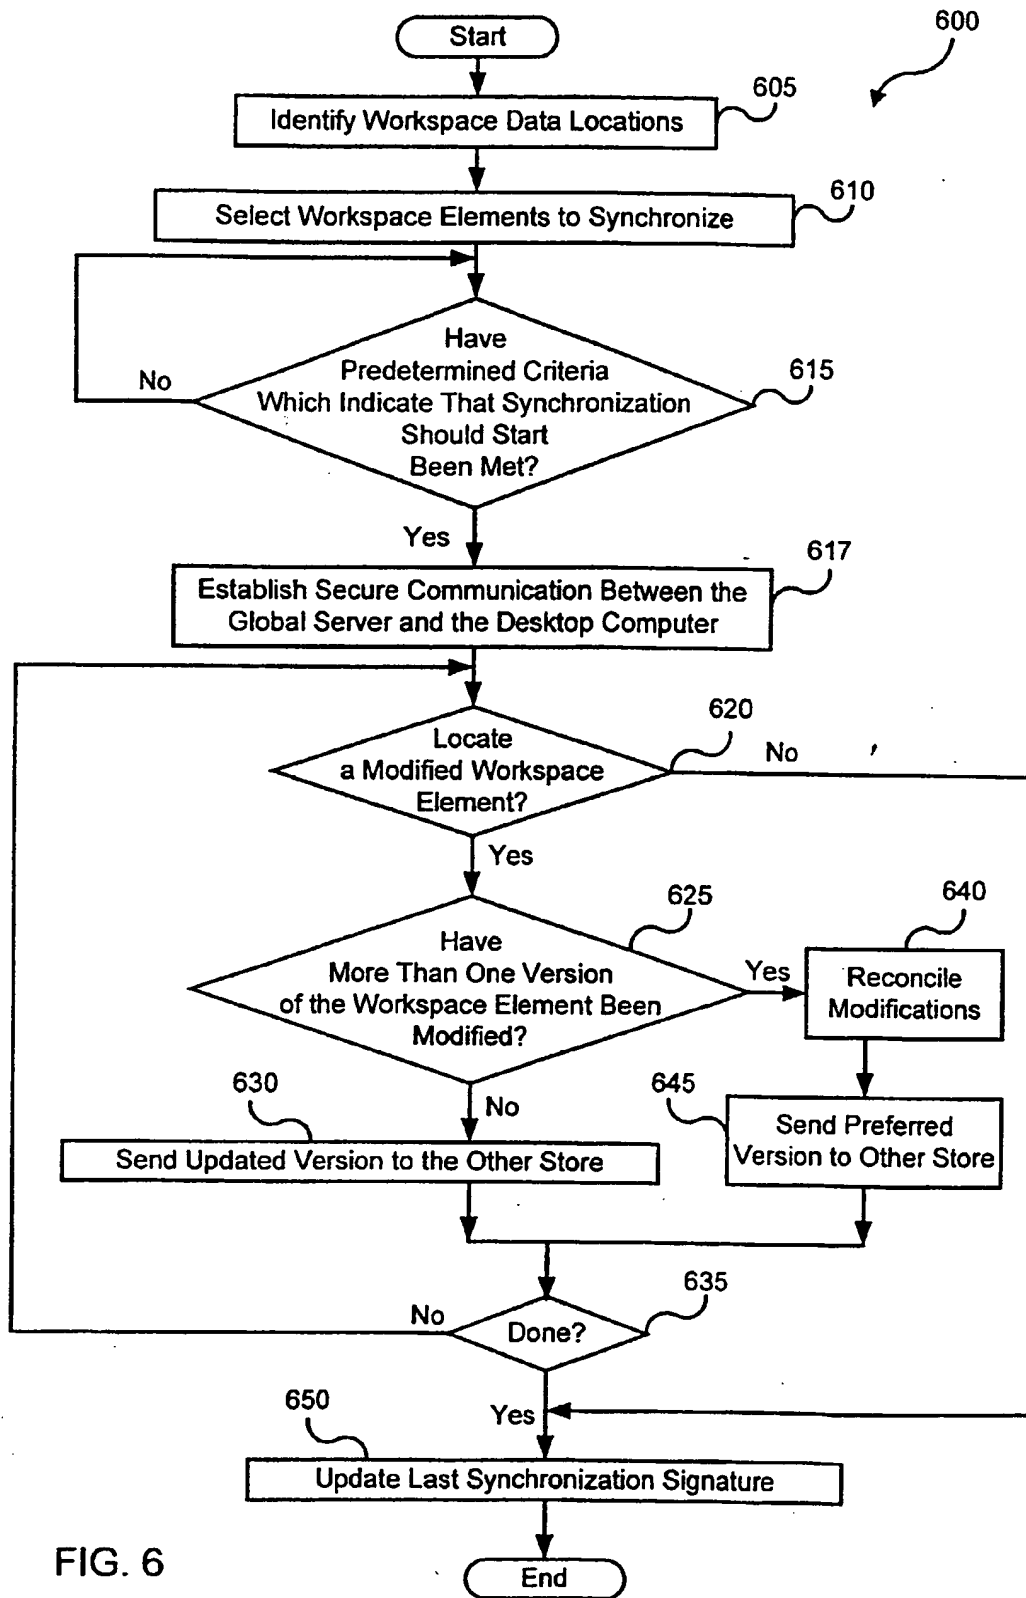 Start
600
605
Identify Workspace Data Locations
610
Select Workspace Elements to Synchronize
Have
Predetermined Criteria
Which Indicate That Synchronization
Should Start
Been Met?
615
No
Yes
617
Establish Secure Communication Between the
Global Server and the Desktop Computer
620
Locate
a Modified Workspace
Element?
No
Yes
625
640
Have
More Than One Version
of the Workspace Element Been
Modified?
Yes
Reconcile
Modifications
630
No
645
Send Updated Version to the Other Store
Send Preferred
Version to Other Store
635
No
Done?
650
Yes
Update Last Synchronization Signature
FIG. 6
End